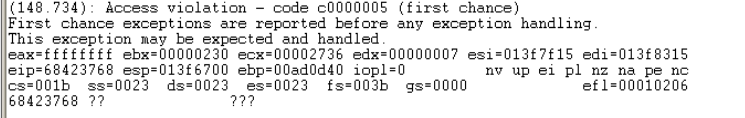 (148.734): Access violation - code c0000005 (first chance)
First chance exceptions are reported before any exception handling.
This exception may be expected and handled.
eax=ffffffff ebx=00000230 ecx=00002736 edx=00000007 esi=013f7f15 edi=013f8315
eip=68423768 esp=013f6700 ebp=00ad0d40 iopl=0         nv up ei pl nz na pe nc
cs=001b  ss=0023  ds=0023  es=0023  fs=003b  gs=0000             efl=00010206
68423768 ??              ???